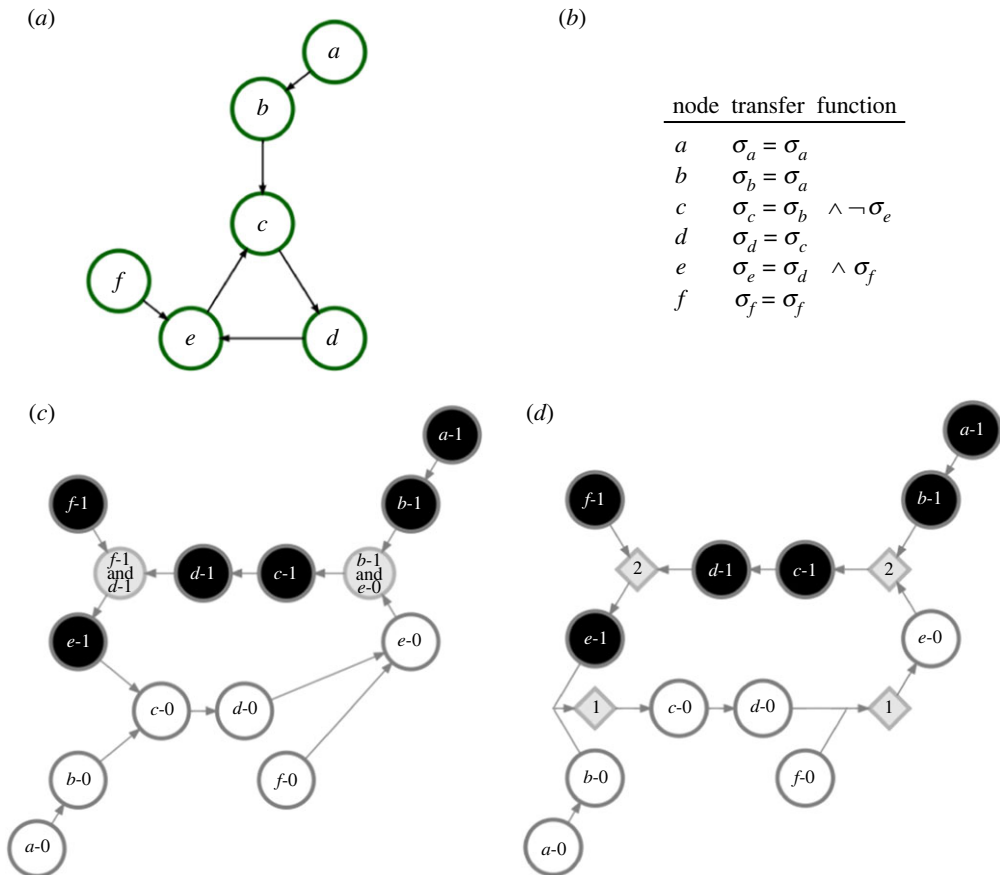 (a)
a
b
c
f
e
d
(b)
node transfer function
a σa = σa
b σb = σa
c σc = σb ∧ ¬ σe
d σd = σc
e σe = σd ∧ σf
f σf = σf
(c)
a-1
f-1
b-1
f-1
and
d-1
d-1
c-1
b-1
and
e-0
e-1
e-0
c-0
d-0
b-0
f-0
a-0
(d)
a-1
f-1
b-1
2
d-1
c-1
2
e-1
e-0
1
c-0
d-0
1
b-0
f-0
a-0